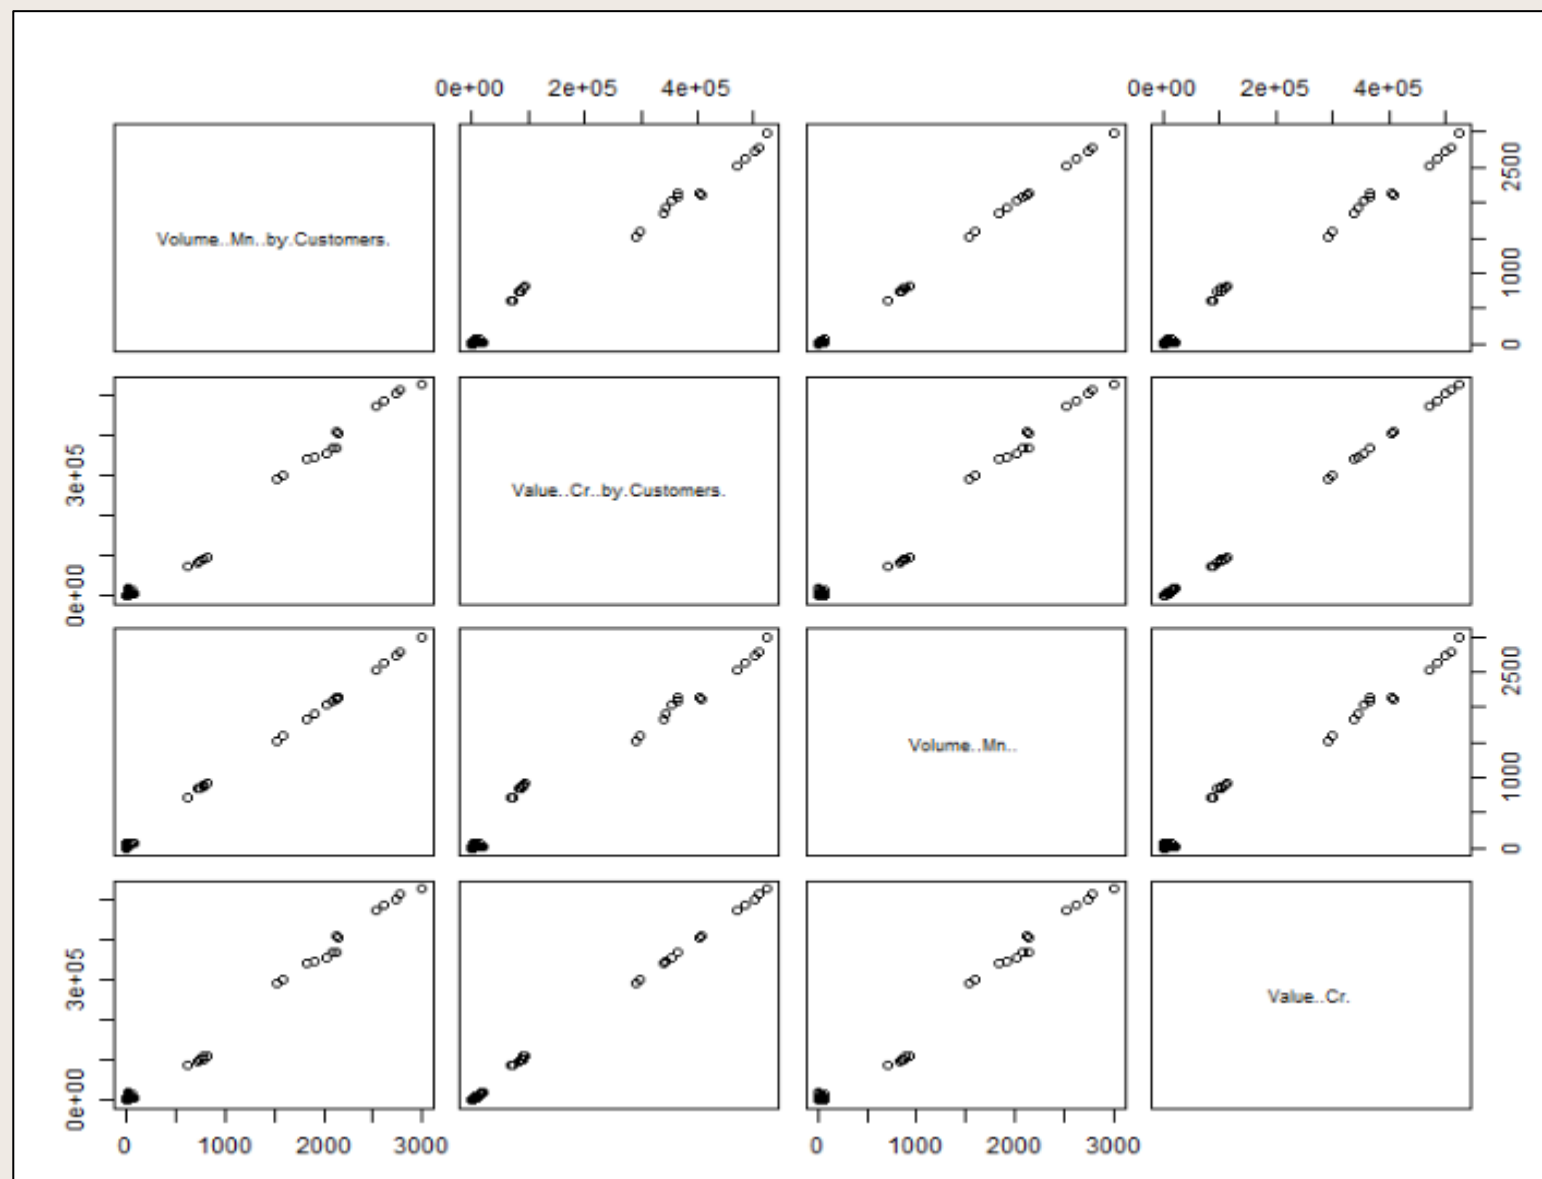 0e+00 2e+05 4e+05 0e+00 2e+05 4e+05
Volume..Mn..by.Customers.
0 1000 2500
Value..Cr..by.Customers.
0e+00 3e+05
Volume..Mn..
0 1000 2500
Value..Cr.
0e+00 3e+05
0 1000 2000 3000 0 1000 2000 3000